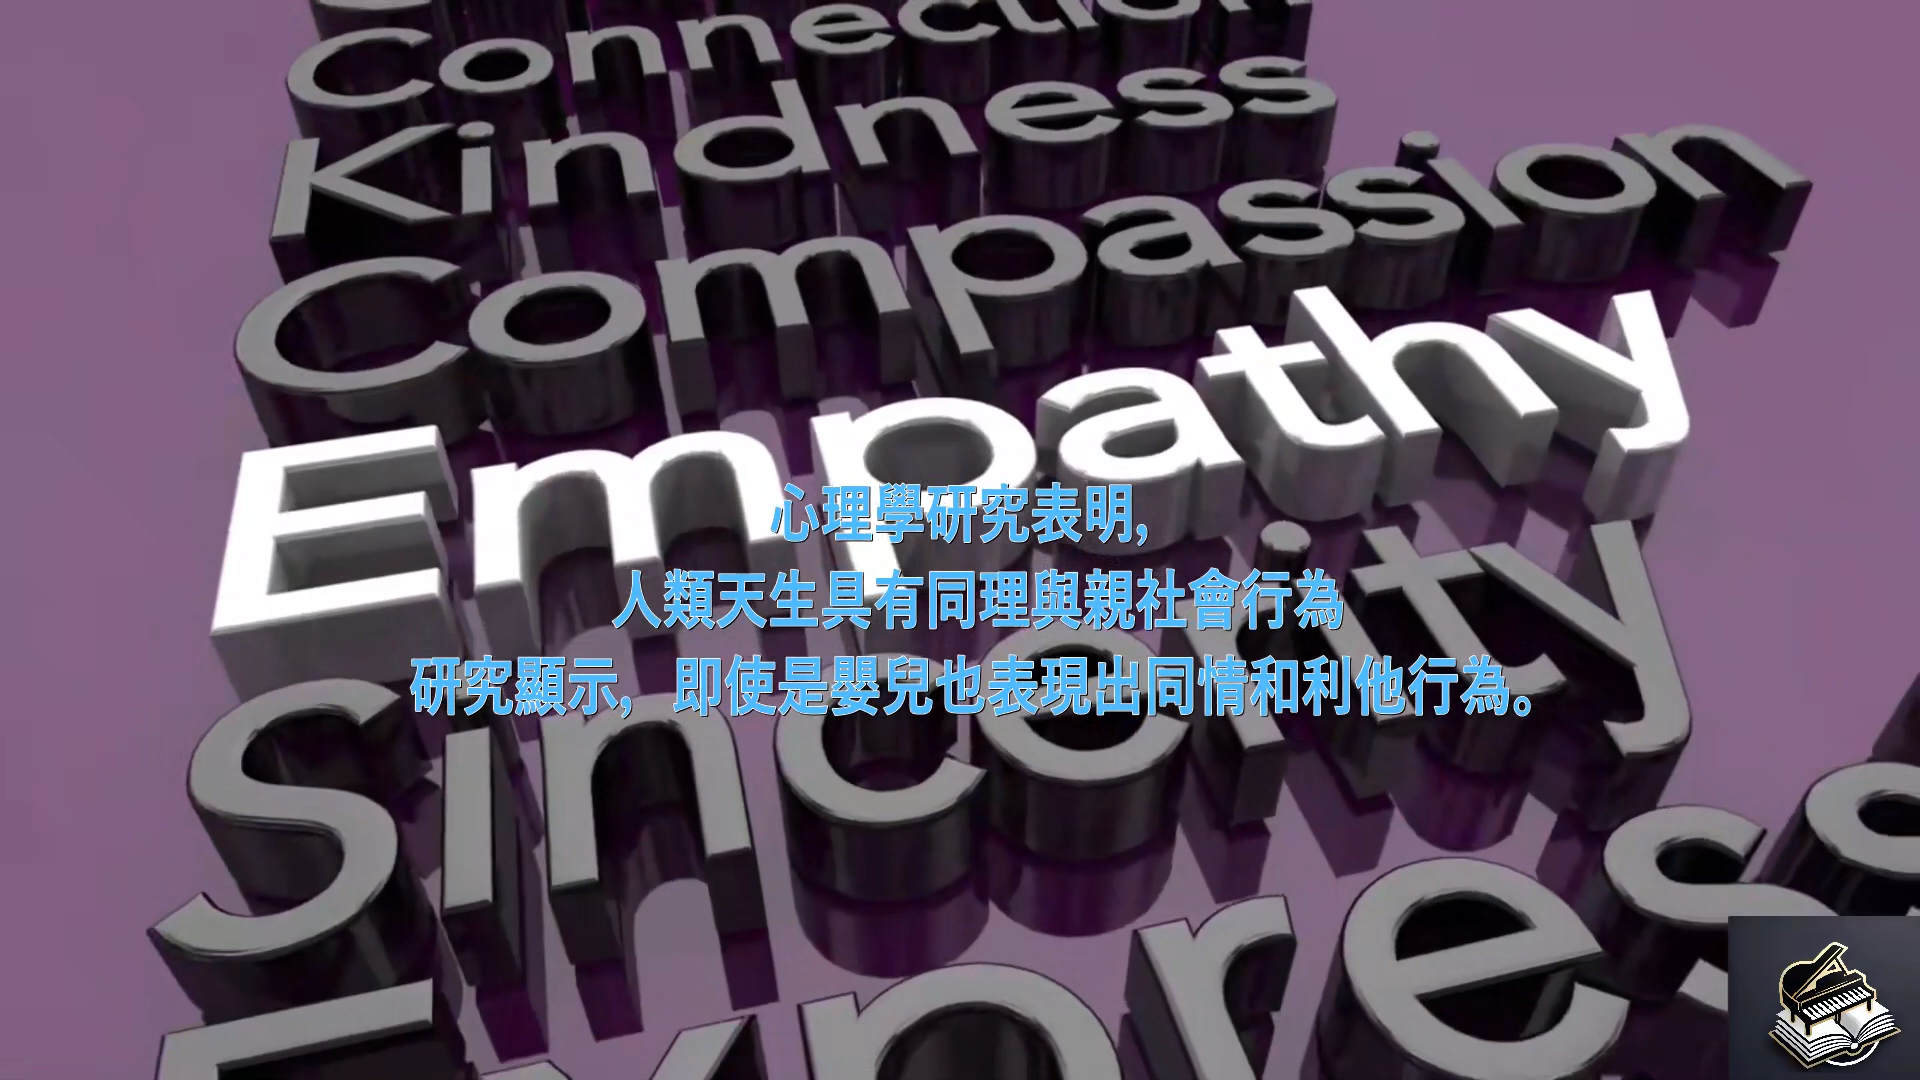 Connection
Kindness
Compassion
Empathy
心理學研究表明,
人類天生具有同理與親社會行為
研究顯示, 即使是嬰兒也表現出同情和利他行為。
Sincerity